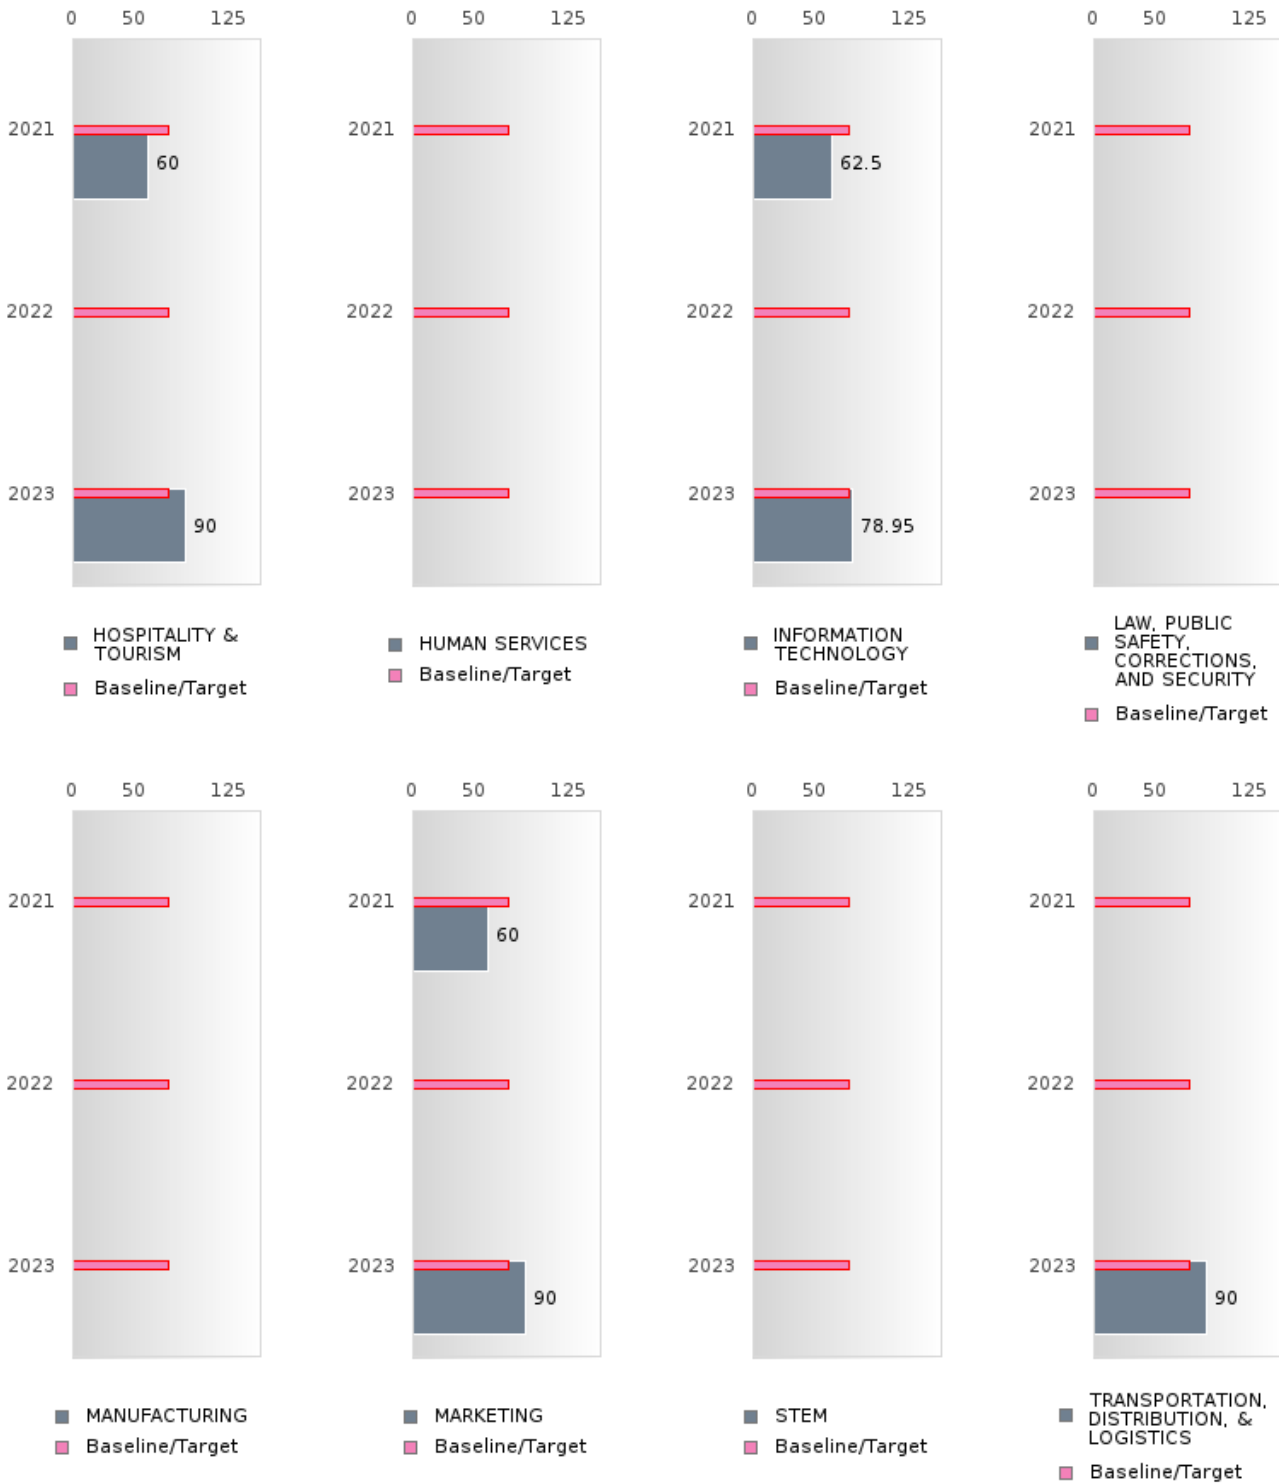 0 50 125
2021
60
2022
2023
90
HOSPITALITY &
TOURISM
Baseline/Target
0 50 125
2021
2022
2023
HUMAN SERVICES
Baseline/Target
0 50 125
2021
62.5
2022
2023
78.95
INFORMATION
TECHNOLOGY
Baseline/Target
0 50 125
2021
2022
2023
LAW, PUBLIC
SAFETY,
CORRECTIONS,
AND SECURITY
Baseline/Target
0 50 125
2021
2022
2023
MANUFACTURING
Baseline/Target
0 50 125
2021
60
2022
2023
90
MARKETING
Baseline/Target
0 50 125
2021
2022
2023
STEM
Baseline/Target
0 50 125
2021
2022
2023
90
TRANSPORTATION,
DISTRIBUTION, &
LOGISTICS
Baseline/Target